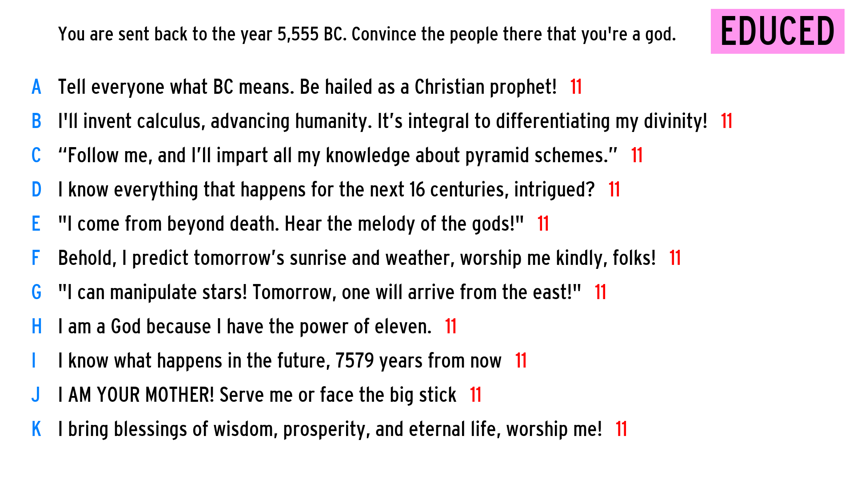 You are sent back to the year 5,555 BC. Convince the people there that you're a god.
EDUCED
A Tell everyone what BC means. Be hailed as a Christian prophet! 11
B I'll invent calculus, advancing humanity. It’s integral to differentiating my divinity! 11
C “Follow me, and I’ll impart all my knowledge about pyramid schemes.” 11
D I know everything that happens for the next 16 centuries, intrigued? 11
E "I come from beyond death. Hear the melody of the gods!" 11
F Behold, I predict tomorrow’s sunrise and weather, worship me kindly, folks! 11
G "I can manipulate stars! Tomorrow, one will arrive from the east!" 11
H I am a God because I have the power of eleven. 11
I I know what happens in the future, 7579 years from now 11
J I AM YOUR MOTHER! Serve me or face the big stick 11
K I bring blessings of wisdom, prosperity, and eternal life, worship me! 11